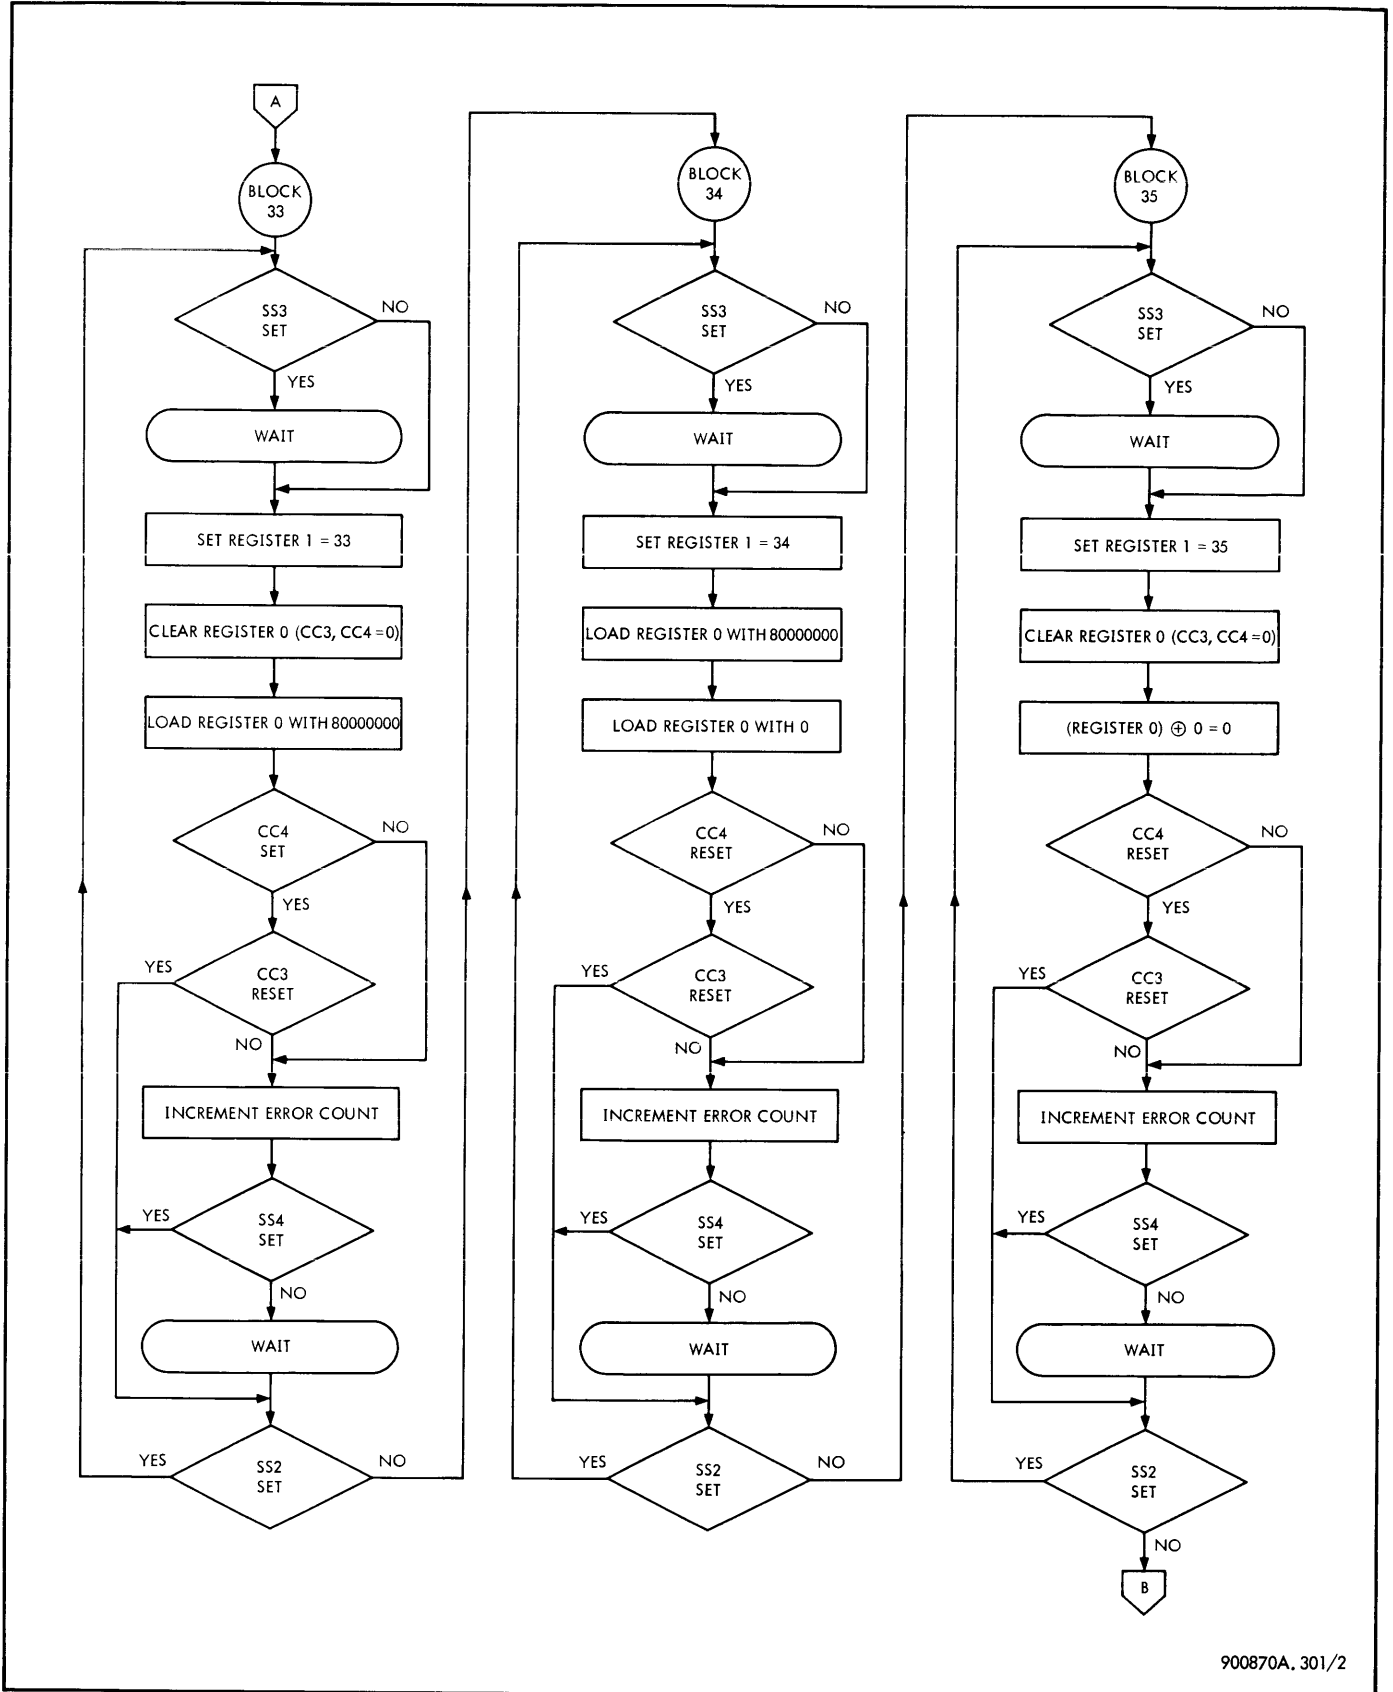 A
BLOCK
33
SS3
SET
NO
YES
WAIT
SET REGISTER 1 = 33
CLEAR REGISTER 0 (CC3, CC4 = 0)
LOAD REGISTER 0 WITH 80000000
CC4
SET
NO
YES
CC3
RESET
YES
NO
INCREMENT ERROR COUNT
SS4
SET
YES
NO
WAIT
SS2
SET
YES
NO
BLOCK
34
SS3
SET
NO
YES
WAIT
SET REGISTER 1 = 34
LOAD REGISTER 0 WITH 80000000
LOAD REGISTER 0 WITH 0
CC4
RESET
NO
YES
CC3
RESET
YES
NO
INCREMENT ERROR COUNT
SS4
SET
YES
NO
WAIT
SS2
SET
YES
NO
BLOCK
35
SS3
SET
NO
YES
WAIT
SET REGISTER 1 = 35
CLEAR REGISTER 0 (CC3, CC4 = 0)
(REGISTER 0) ⊕ 0 = 0
CC4
RESET
NO
YES
CC3
RESET
YES
NO
INCREMENT ERROR COUNT
SS4
SET
YES
NO
WAIT
SS2
SET
YES
NO
B
900870A. 301/2